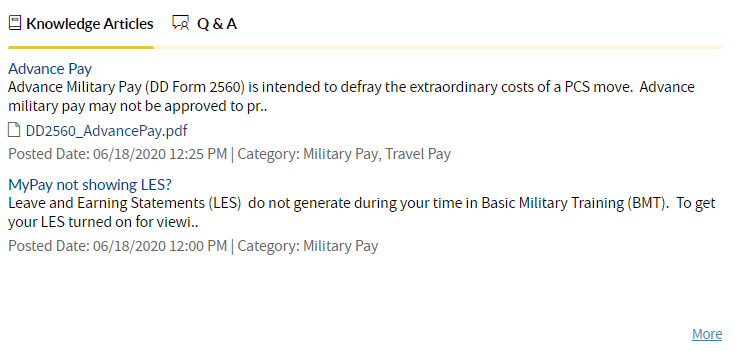 Knowledge Articles Q & A
Advance Pay
Advance Military Pay (DD Form 2560) is intended to defray the extraordinary costs of a PCS move.  Advance
military pay may not be approved to pr..
DD2560_AdvancePay.pdf
Posted Date: 06/18/2020 12:25 PM | Category: Military Pay, Travel Pay
MyPay not showing LES?
Leave and Earning Statements (LES)  do not generate during your time in Basic Military Training (BMT).  To get
your LES turned on for viewi..
Posted Date: 06/18/2020 12:00 PM | Category: Military Pay
More